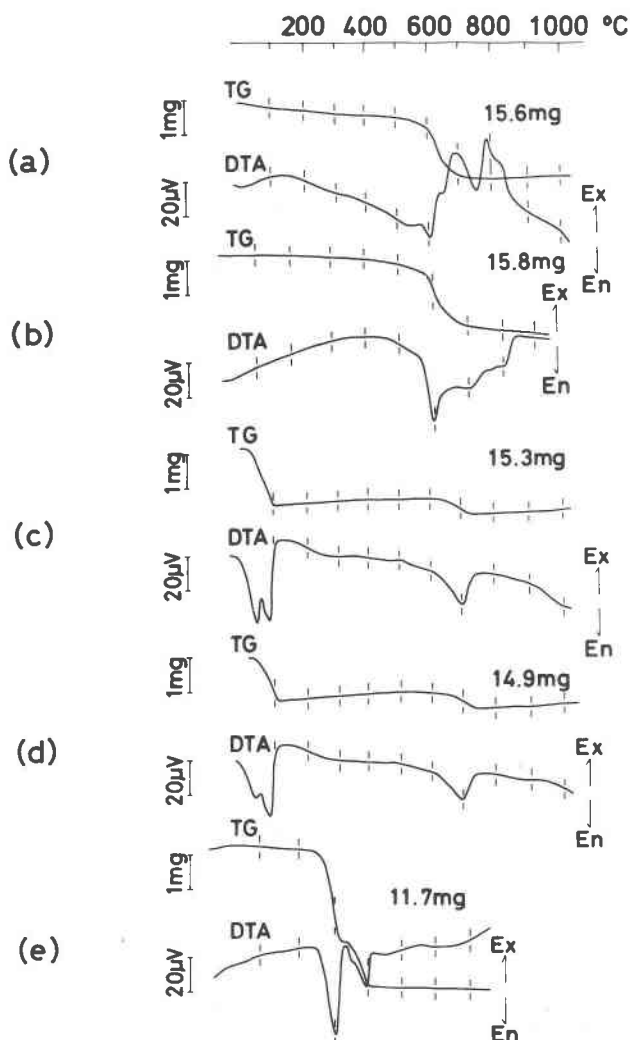 200 400 600 800 1000 °C
TG
1mg
15.6mg
(a)
DTA
20µV
Ex
En
TG
1mg
15.8mg
Ex
(b)
DTA
20µV
En
TG
1mg
15.3mg
(c)
DTA
20µV
Ex
En
TG
1mg
14.9mg
(d)
DTA
20µV
Ex
En
TG
1mg
11.7mg
(e)
DTA
20µV
Ex
En